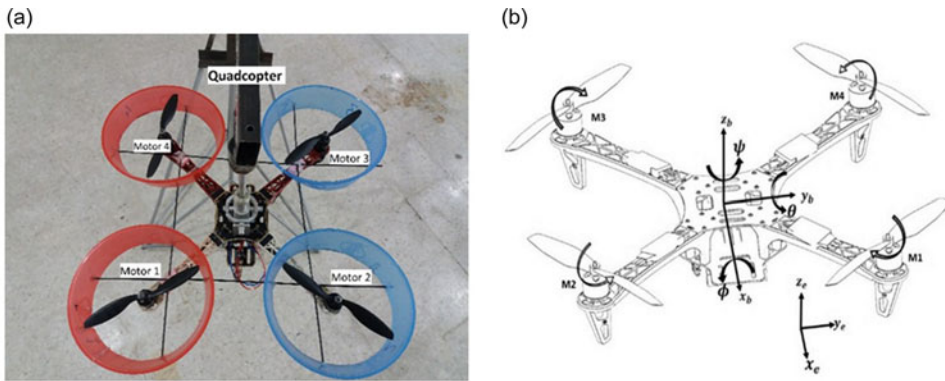 (a)
Quadcopter
Motor 4
Motor 3
Motor 1
Motor 2
(b)
M4
M3
z_b
ψ
y_b
θ
M1
M2
z_e
ϕ
x_b
y_e
x_e